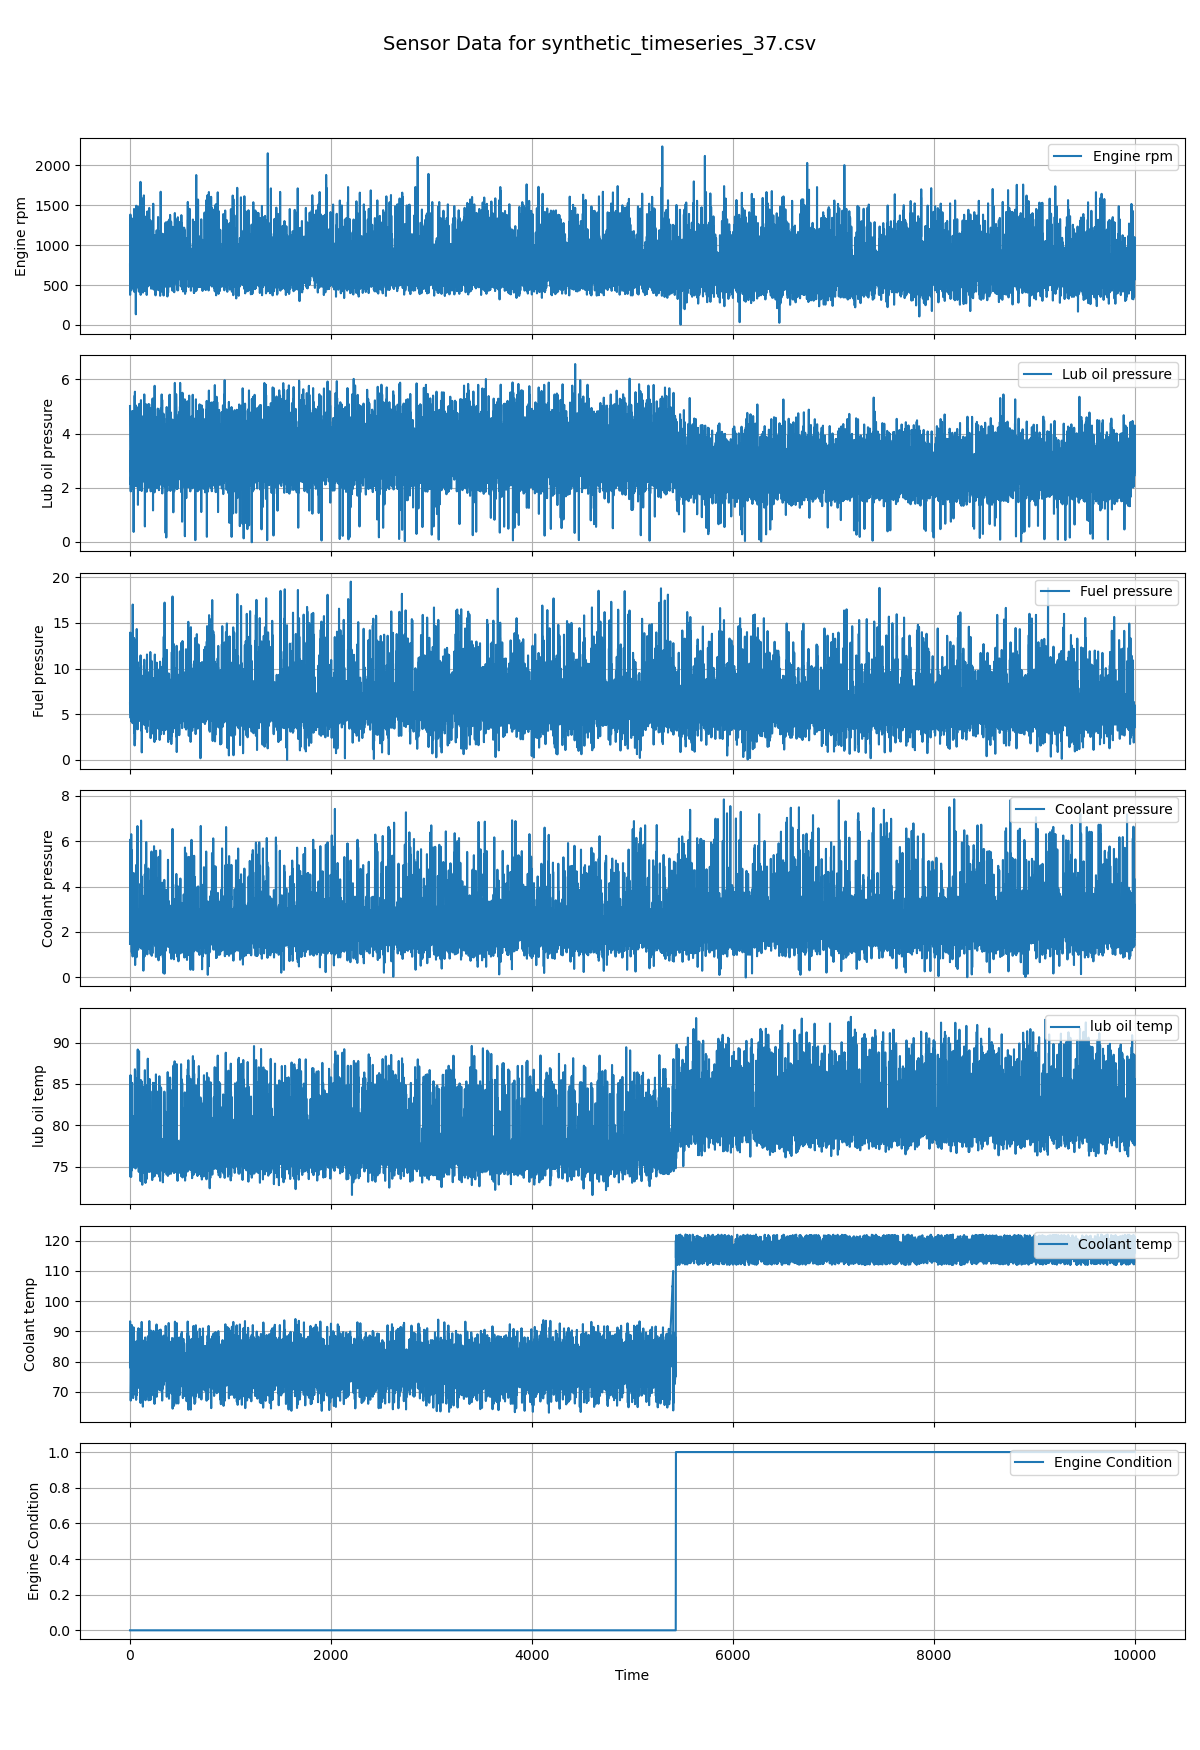 Sensor Data for synthetic_timeseries_37.csv
Engine rpm
2000
1500
1000
500
0
Engine rpm
Lub oil pressure
6
4
2
0
Lub oil pressure
Fuel pressure
20
15
10
5
0
Fuel pressure
Coolant pressure
8
6
4
2
0
Coolant pressure
lub oil temp
90
85
80
75
lub oil temp
Coolant temp
120
110
100
90
80
70
Coolant temp
Engine Condition
1.0
0.8
0.6
0.4
0.2
0.0
Engine Condition
0 2000 4000 6000 8000 10000
Time